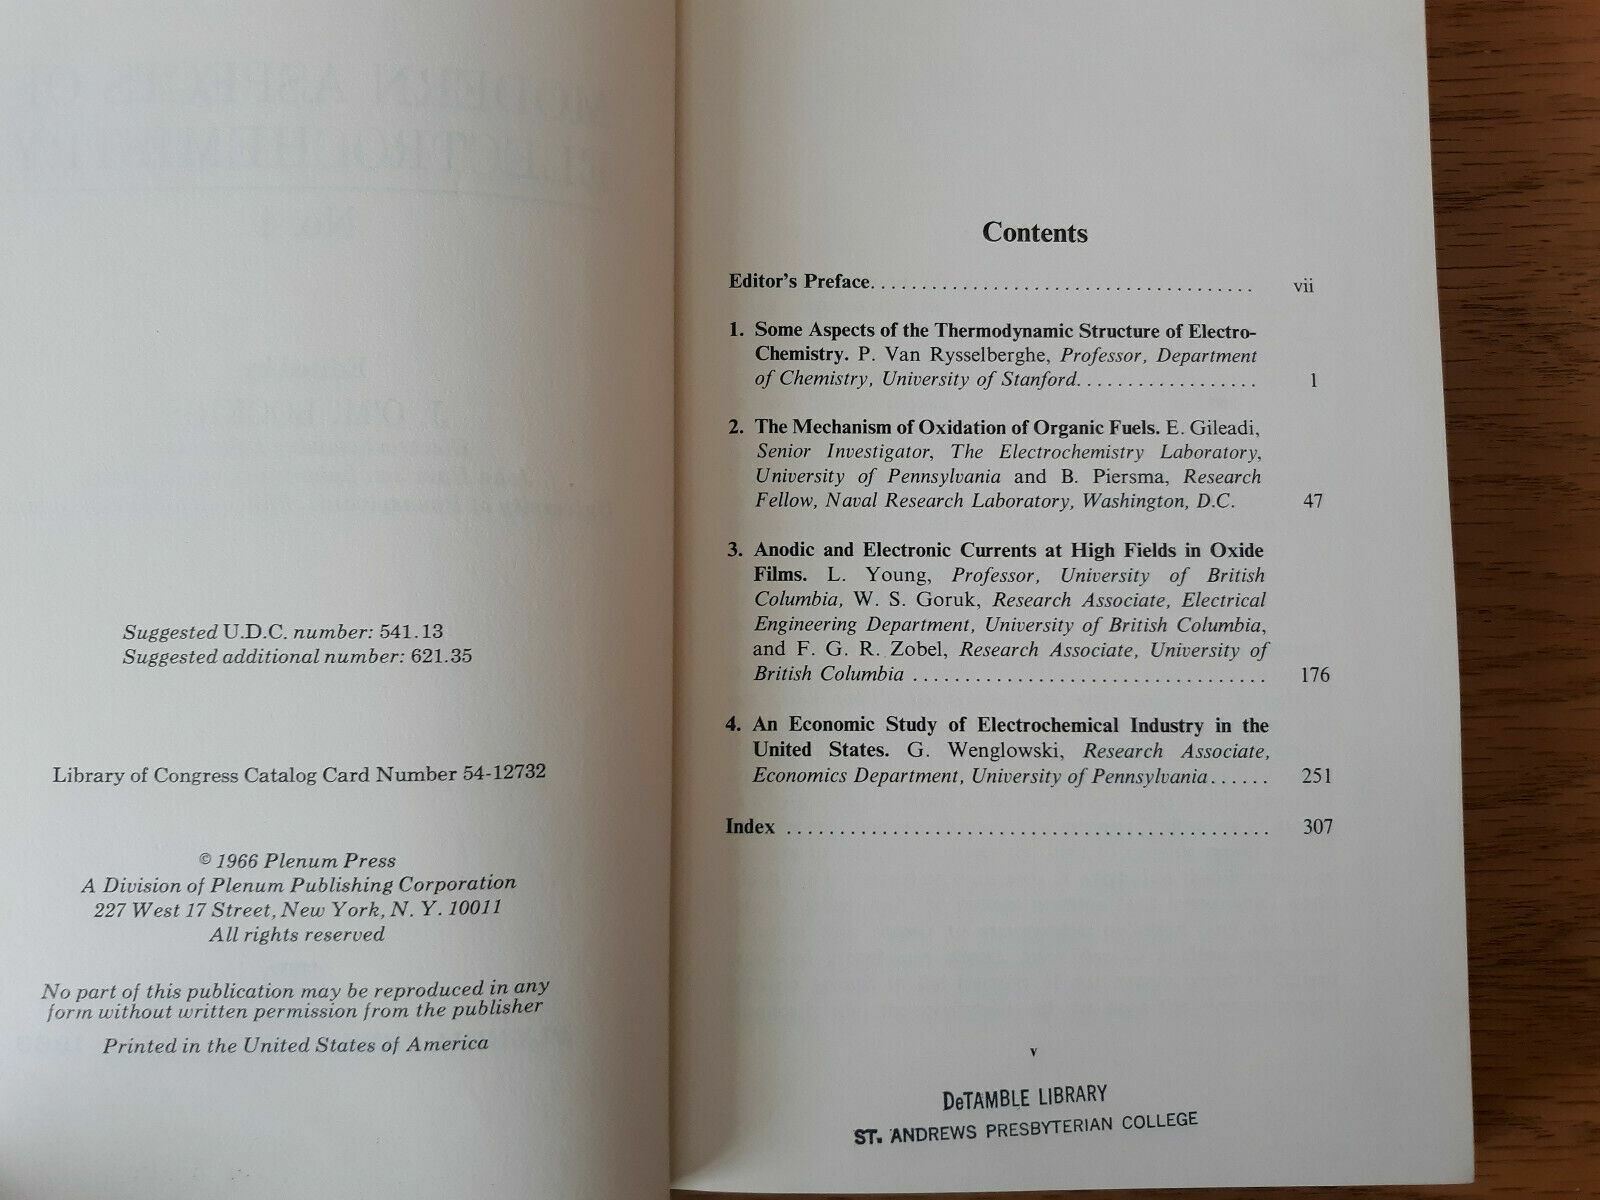 Suggested U.D.C. number: 541.13
Suggested additional number: 621.35
Library of Congress Catalog Card Number 54-12732
© 1966 Plenum Press
A Division of Plenum Publishing Corporation
227 West 17 Street, New York, N. Y. 10011
All rights reserved
No part of this publication may be reproduced in any
form without written permission from the publisher
Printed in the United States of America
Contents
Editor's Preface. . . . . . . . . . . . . . . . . . . . . . . . . . . . . . . . . . . . . . vii
1. Some Aspects of the Thermodynamic Structure of Electro-
Chemistry. P. Van Rysselberghe, Professor, Department
of Chemistry, University of Stanford. . . . . . . . . . . . . . . . . . 1
2. The Mechanism of Oxidation of Organic Fuels. E. Gileadi,
Senior Investigator, The Electrochemistry Laboratory,
University of Pennsylvania and B. Piersma, Research
Fellow, Naval Research Laboratory, Washington, D.C. 47
3. Anodic and Electronic Currents at High Fields in Oxide
Films. L. Young, Professor, University of British
Columbia, W. S. Goruk, Research Associate, Electrical
Engineering Department, University of British Columbia,
and F. G. R. Zobel, Research Associate, University of
British Columbia . . . . . . . . . . . . . . . . . . . . . . . . . . . . . . . . . . 176
4. An Economic Study of Electrochemical Industry in the
United States. G. Wenglowski, Research Associate,
Economics Department, University of Pennsylvania. . . . . . 251
Index . . . . . . . . . . . . . . . . . . . . . . . . . . . . . . . . . . . . . . . . . . . . . . 307
v
DeTAMBLE LIBRARY
ST. ANDREWS PRESBYTERIAN COLLEGE